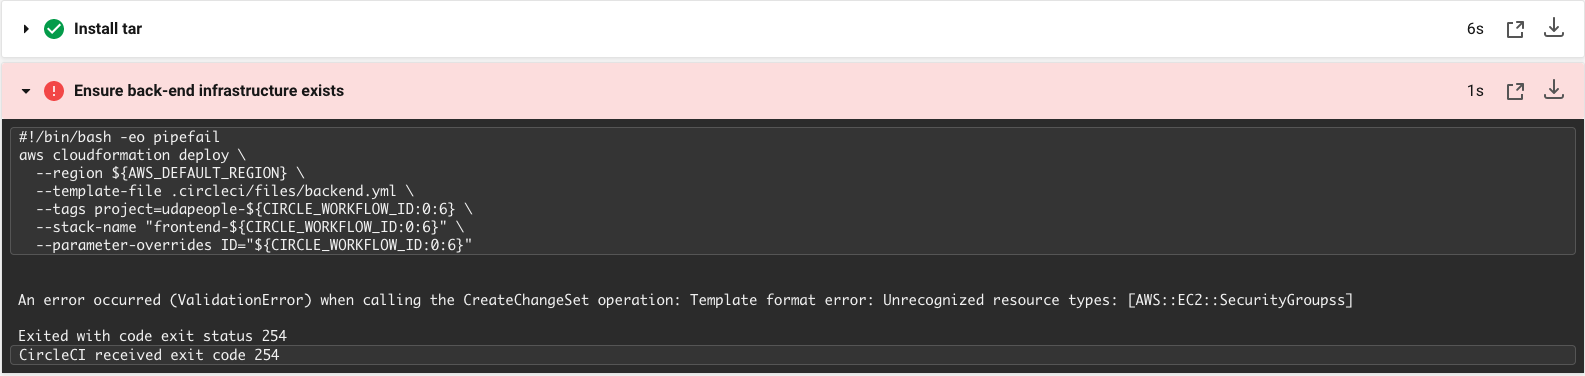 Install tar
6s
Ensure back-end infrastructure exists
1s
#!/bin/bash -eo pipefail
aws cloudformation deploy \
  --region ${AWS_DEFAULT_REGION} \
  --template-file .circleci/files/backend.yml \
  --tags project=udapeople-${CIRCLE_WORKFLOW_ID:0:6} \
  --stack-name "frontend-${CIRCLE_WORKFLOW_ID:0:6}" \
  --parameter-overrides ID="${CIRCLE_WORKFLOW_ID:0:6}"
An error occurred (ValidationError) when calling the CreateChangeSet operation: Template format error: Unrecognized resource types: [AWS::EC2::SecurityGroupss]
Exited with code exit status 254
CircleCI received exit code 254